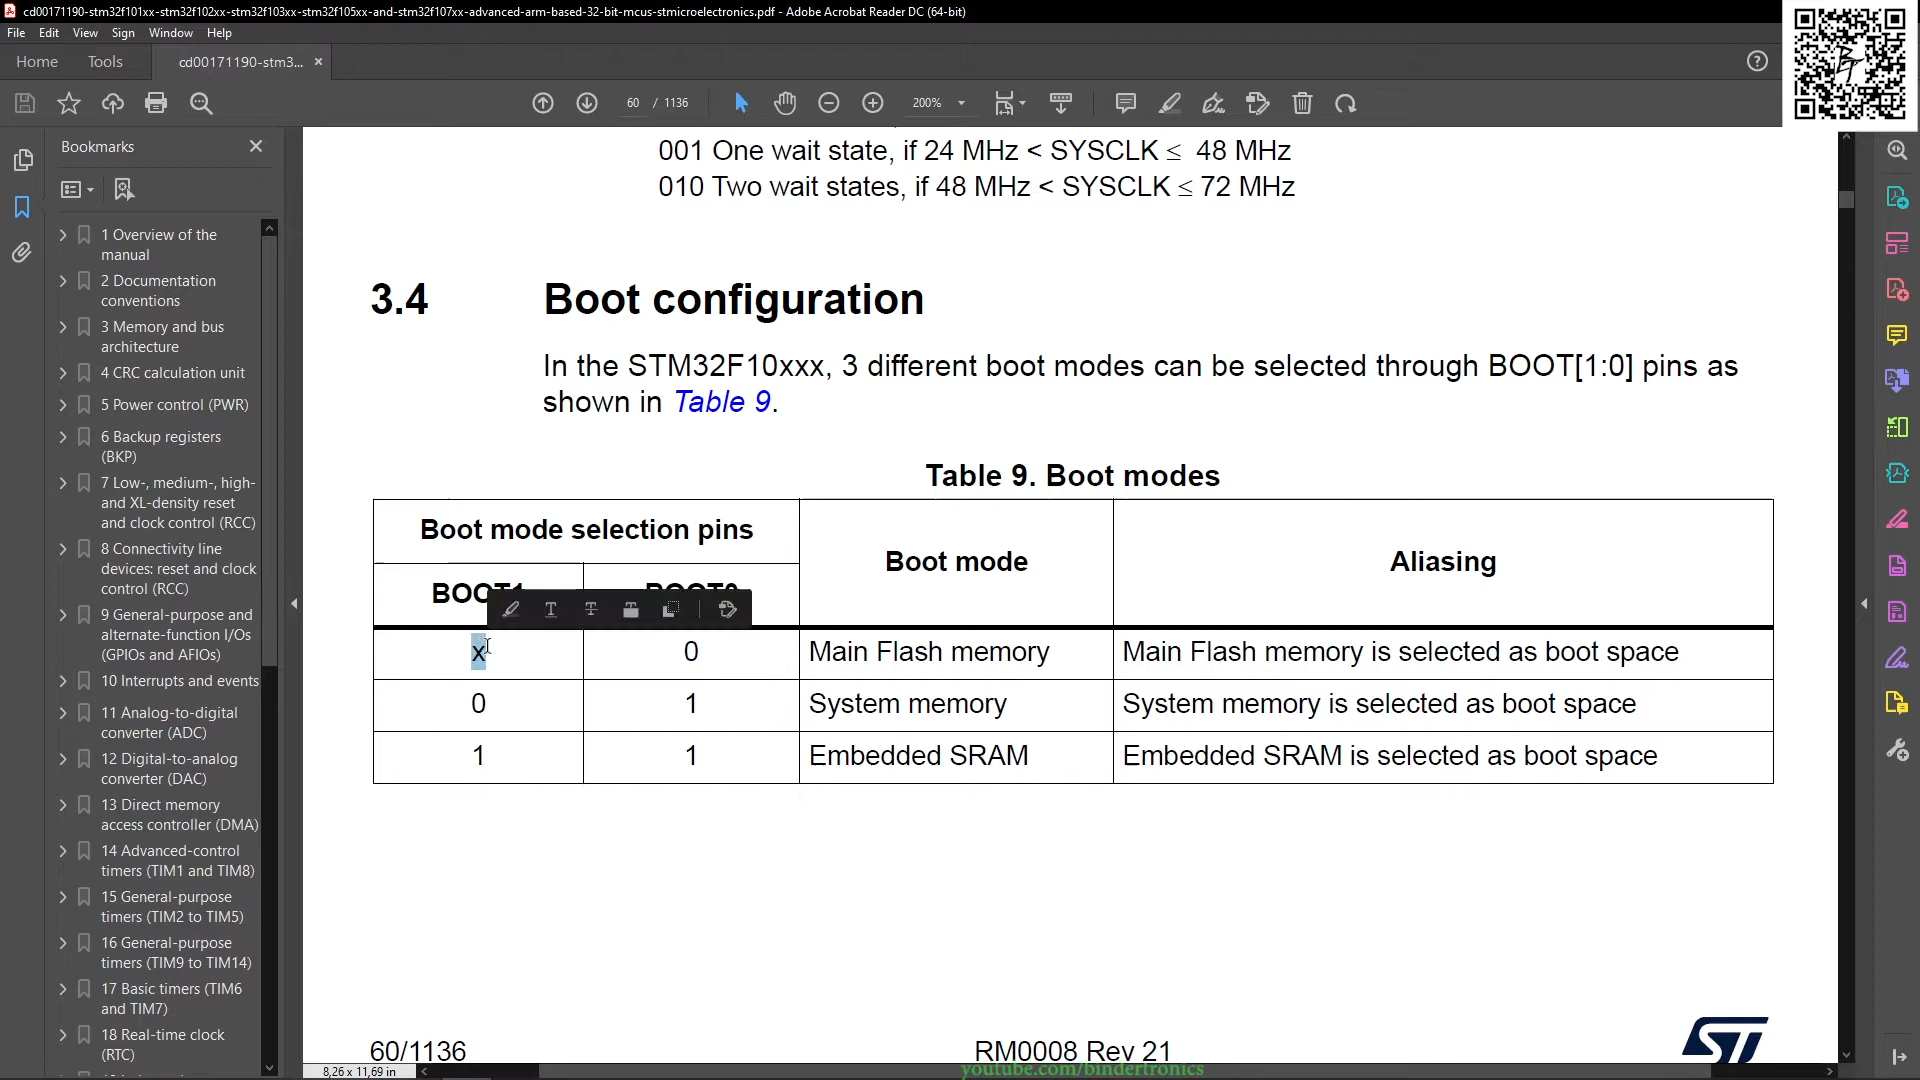 cd00171190-stm32f101xx-stm32f102xx-stm32f103xx-stm32f105xx-and-stm32f107xx-advanced-arm-based-32-bit-mcus-stmicroelectronics.pdf - Adobe Acrobat Reader DC (64-bit)
File Edit View Sign Window Help
Home Tools cd00171190-stm3... ×
60 / 1136 200%
Bookmarks
1 Overview of the
manual
2 Documentation
conventions
3 Memory and bus
architecture
4 CRC calculation unit
5 Power control (PWR)
6 Backup registers
(BKP)
7 Low-, medium-, high-
and XL-density reset
and clock control (RCC)
8 Connectivity line
devices: reset and clock
control (RCC)
9 General-purpose and
alternate-function I/Os
(GPIOs and AFIOs)
10 Interrupts and events
11 Analog-to-digital
converter (ADC)
12 Digital-to-analog
converter (DAC)
13 Direct memory
access controller (DMA)
14 Advanced-control
timers (TIM1 and TIM8)
15 General-purpose
timers (TIM2 to TIM5)
16 General-purpose
timers (TIM9 to TIM14)
17 Basic timers (TIM6
and TIM7)
18 Real-time clock
(RTC)
001 One wait state, if 24 MHz < SYSCLK ≤ 48 MHz
010 Two wait states, if 48 MHz < SYSCLK ≤ 72 MHz
3.4 Boot configuration
In the STM32F10xxx, 3 different boot modes can be selected through BOOT[1:0] pins as
shown in Table 9.
Table 9. Boot modes
Boot mode selection pins Boot mode Aliasing
BOOT1 BOOT0
x 0 Main Flash memory Main Flash memory is selected as boot space
0 1 System memory System memory is selected as boot space
1 1 Embedded SRAM Embedded SRAM is selected as boot space
60/1136 RM0008 Rev 21
ST
8,26 x 11,69 in
youtube.com/bindertronics